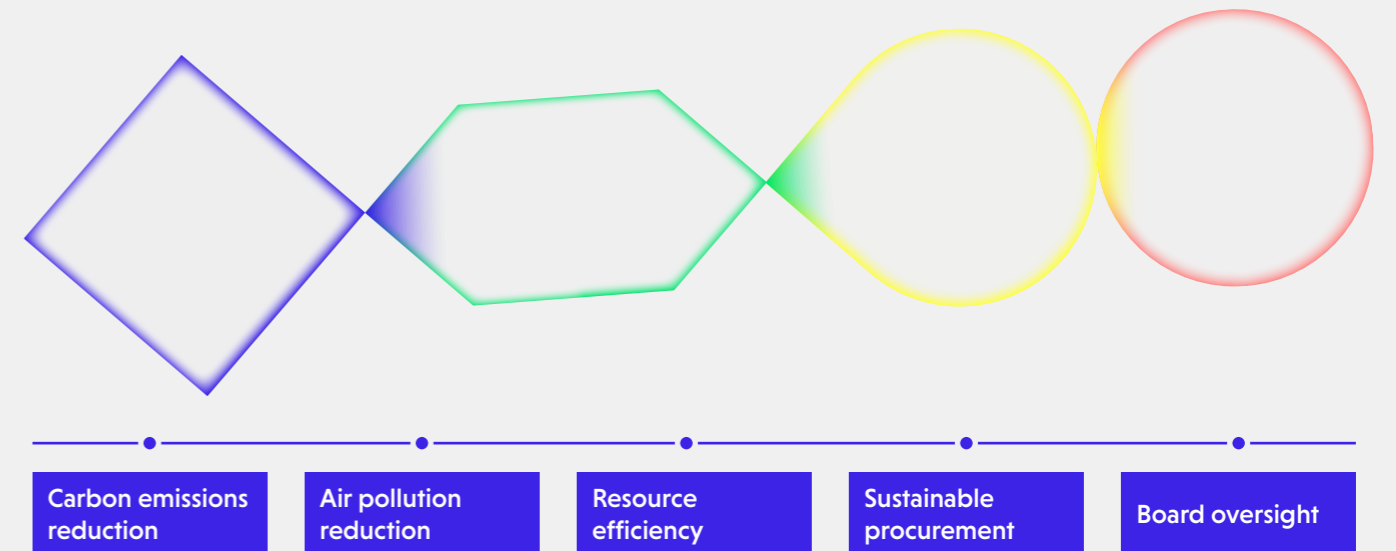 Carbon emissions
reduction
Air pollution
reduction
Resource
efficiency
Sustainable
procurement
Board oversight